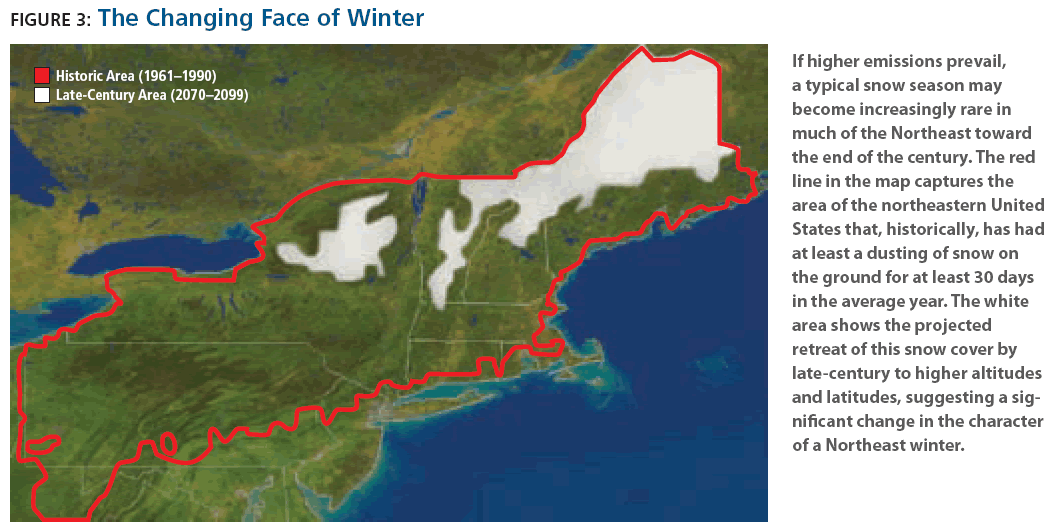 FIGURE 3: The Changing Face of Winter
Historic Area (1961–1990)
Late-Century Area (2070–2099)
If higher emissions prevail,
a typical snow season may
become increasingly rare in
much of the Northeast toward
the end of the century. The red
line in the map captures the
area of the northeastern United
States that, historically, has had
at least a dusting of snow on
the ground for at least 30 days
in the average year. The white
area shows the projected
retreat of this snow cover by
late-century to higher altitudes
and latitudes, suggesting a sig-
nificant change in the character
of a Northeast winter.